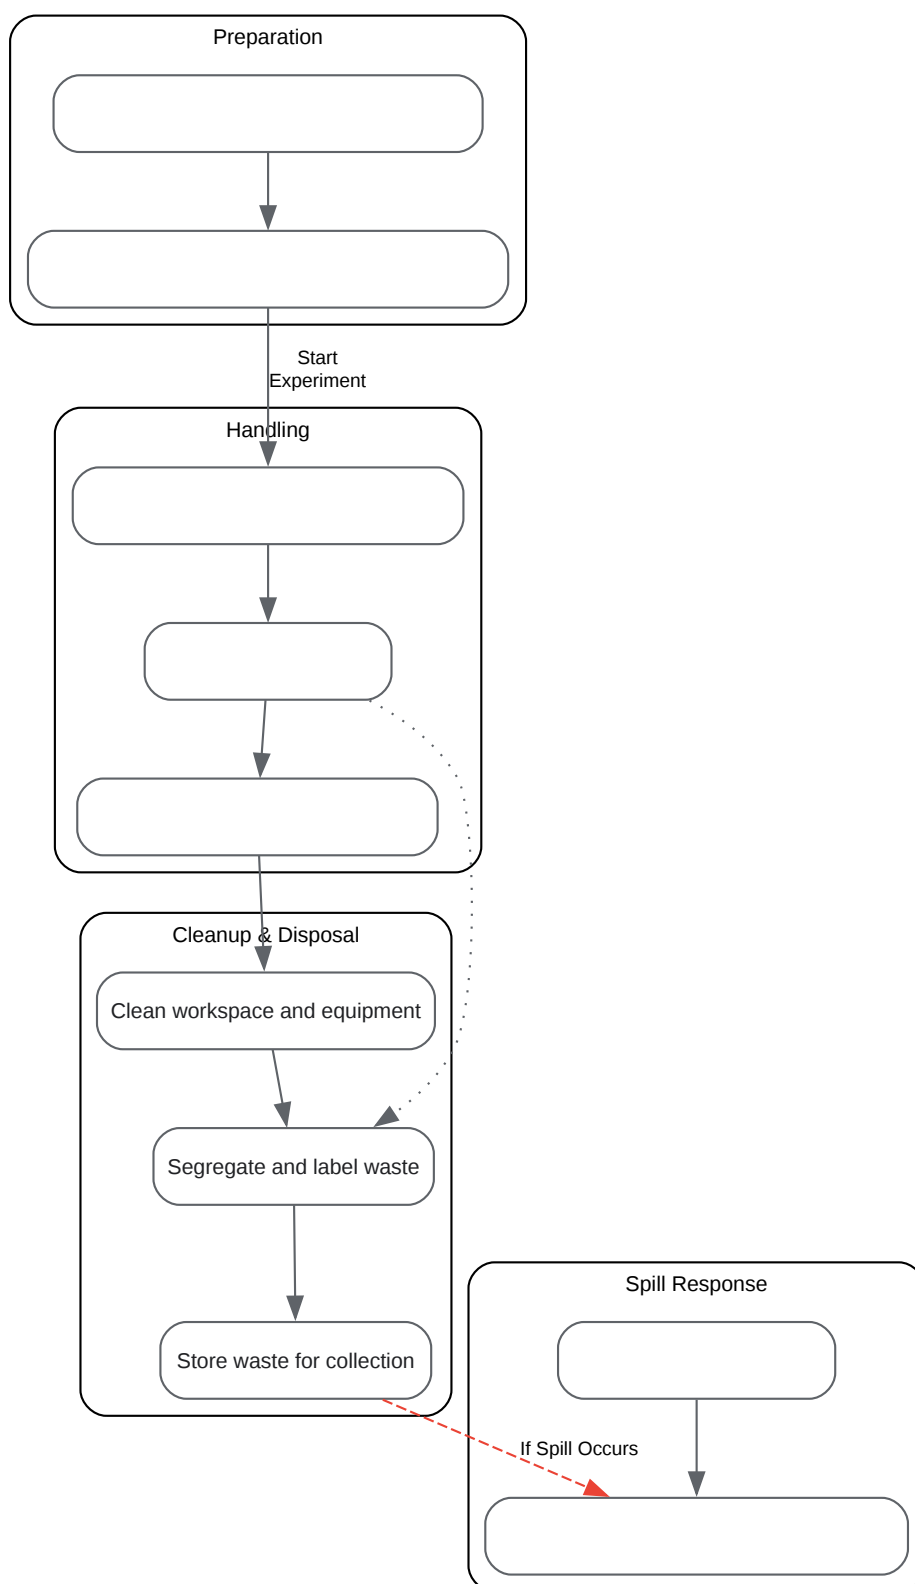 Preparation
Start
Experiment
Handling
Cleanup & Disposal
Clean workspace and equipment
Segregate and label waste
Store waste for collection
Spill Response
If Spill Occurs